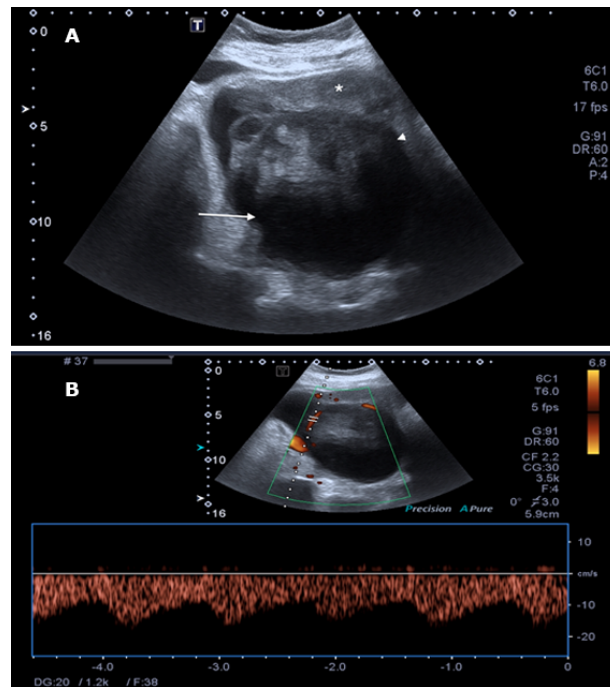 A
T
0
5
10
16
6C1
T6.0
17 fps
G:91
DR:60
A:2
P:4
B
# 37
0
5
10
16
6.8
6C1
T6.0
5 fps
G:91
DR:60
CF 2.2
CG:30
3.5k
F:4
0° ≠3.0
5.9cm
Precision A Pure
10
cm/s
-10
-20
-4.0 -3.0 -2.0 -1.0 0
DG:20 / 1.2k / F:38